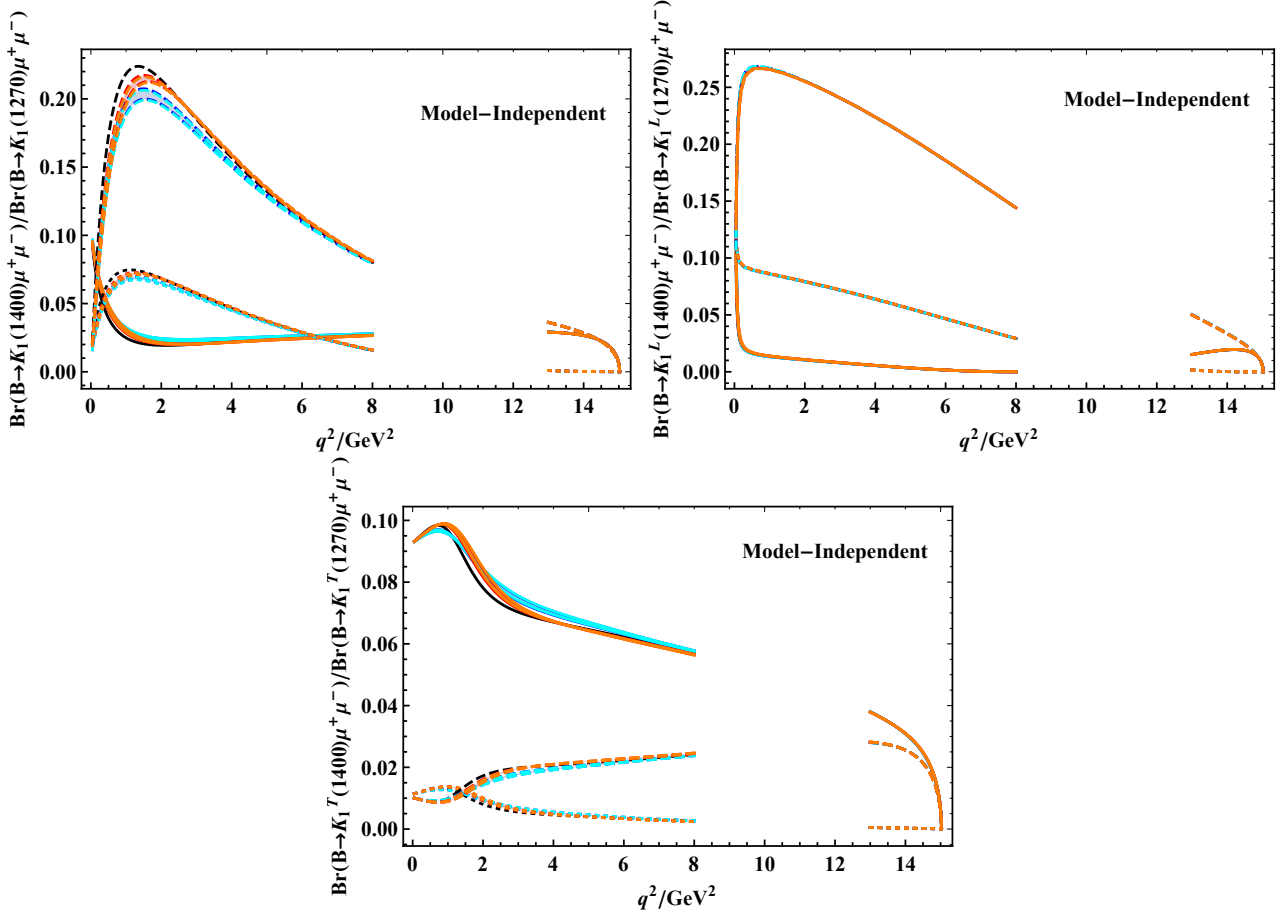 Br(B→K₁(1400)μ⁺μ⁻)/Br(B→K₁(1270)μ⁺μ⁻)
Model−Independent
0.20
0.15
0.10
0.05
0.00
0 2 4 6 8 10 12 14
q²/GeV²
Br(B→K₁ᴸ(1400)μ⁺μ⁻)/Br(B→K₁ᴸ(1270)μ⁺μ⁻)
Model−Independent
0.25
0.20
0.15
0.10
0.05
0.00
0 2 4 6 8 10 12 14
q²/GeV²
Br(B→K₁ᵀ(1400)μ⁺μ⁻)/Br(B→K₁ᵀ(1270)μ⁺μ⁻)
Model−Independent
0.10
0.08
0.06
0.04
0.02
0.00
0 2 4 6 8 10 12 14
q²/GeV²